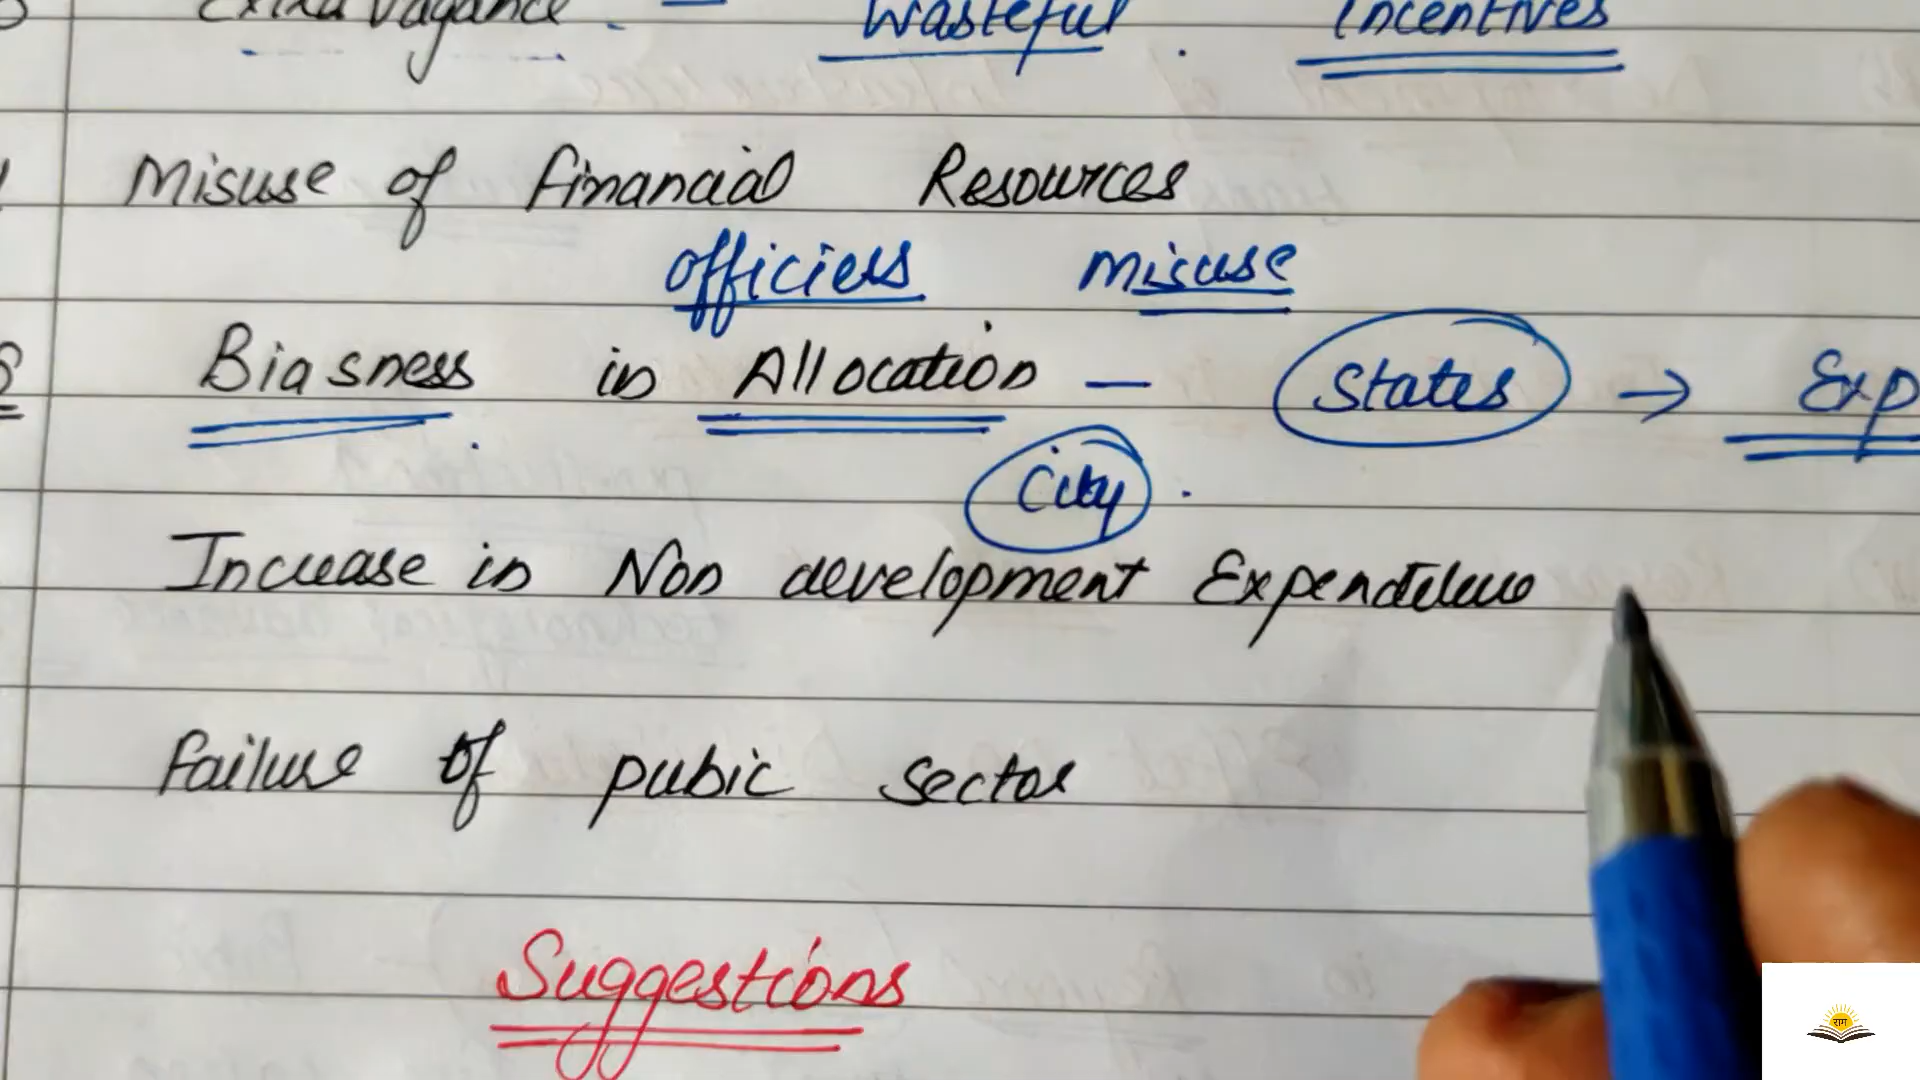 Extravagance - Wasteful. Incentives
Misuse of financial Resources
officiers misuse
Biasness in Allocation — States → Exp
City.
Increase in Non development Expenditure
failure of pubic sector
Suggestions
राम